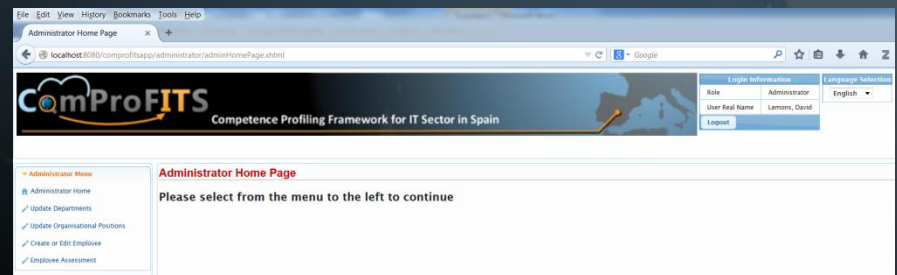 File Edit View History Bookmarks Tools Help
Administrator Home Page × +
localhost:8080/comprofitsapp/administrator/adminHomePage.xhtml
8 Google
ComProFITS
Competence Profiling Framework for IT Sector in Spain
Login Information
Role Administrator
User Real Name Lemons, David
Logout
Language Selection
English
Administrator Menu
Administrator Home
Update Departments
Update Organisational Positions
Create or Edit Employee
Employee Assessment
Administrator Home Page
Please select from the menu to the left to continue